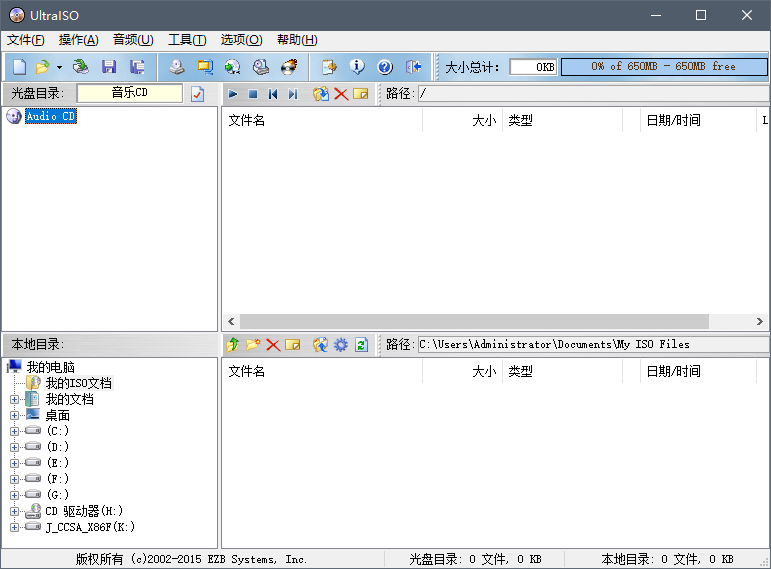 UltraISO
文件(F) 操作(A) 音频(U) 工具(T) 选项(O) 帮助(H)
大小总计: 0KB 0% of 650MB - 650MB free
光盘目录: 音乐CD 路径: /
Audio CD
文件名 大小 类型 日期/时间 L
本地目录: 路径: C:\Users\Administrator\Documents\My ISO Files
文件名 大小 类型 日期/时间
我的电脑
我的ISO文档
我的文档
桌面
(C:)
(D:)
(E:)
(F:)
(G:)
CD 驱动器(H:)
J_CCSA_X86F(K:)
版权所有 (c)2002-2015 EZB Systems, Inc. 光盘目录: 0 文件, 0 KB 本地目录: 0 文件, 0 KB